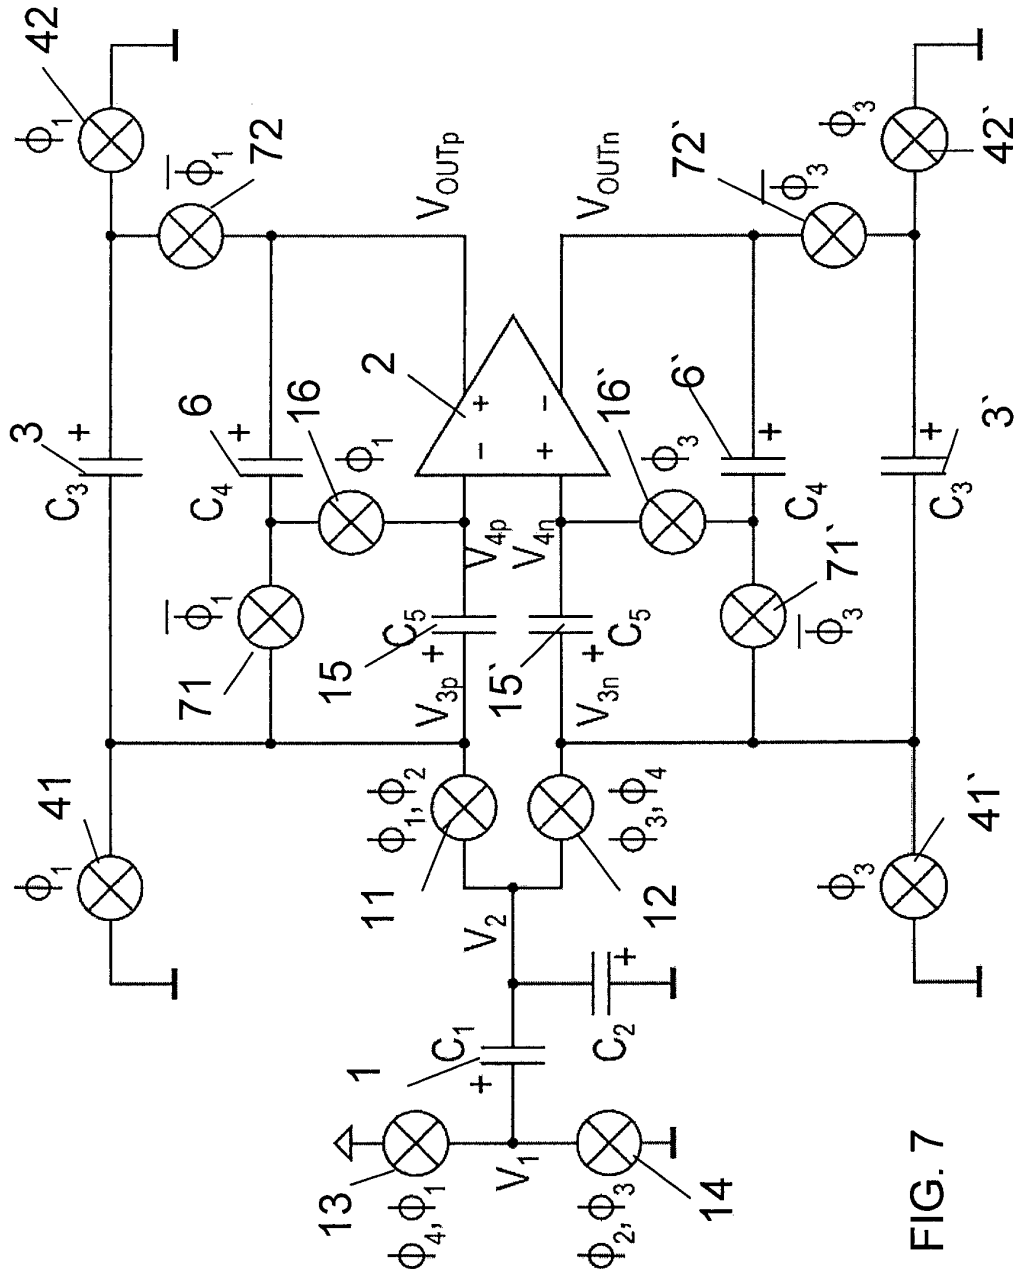 42
ϕ1
3
+
C3
ϕ̅1
72
41
ϕ1
6
+
C4
16
ϕ1
ϕ̅1
71
VOUTp
2
+
−
V4p
C5
15
+
V3p
ϕ1, ϕ2
11
−
+
V4n
C5
15`
+
V3n
ϕ3, ϕ4
12
VOUTn
16`
ϕ3
6`
+
C4
71`
ϕ̅3
72`
ϕ̅3
ϕ3
42`
3`
+
C3
ϕ3
41`
V2
1
C1
+
C2
+
V1
13
ϕ4, ϕ1
14
ϕ2, ϕ3
FIG. 7